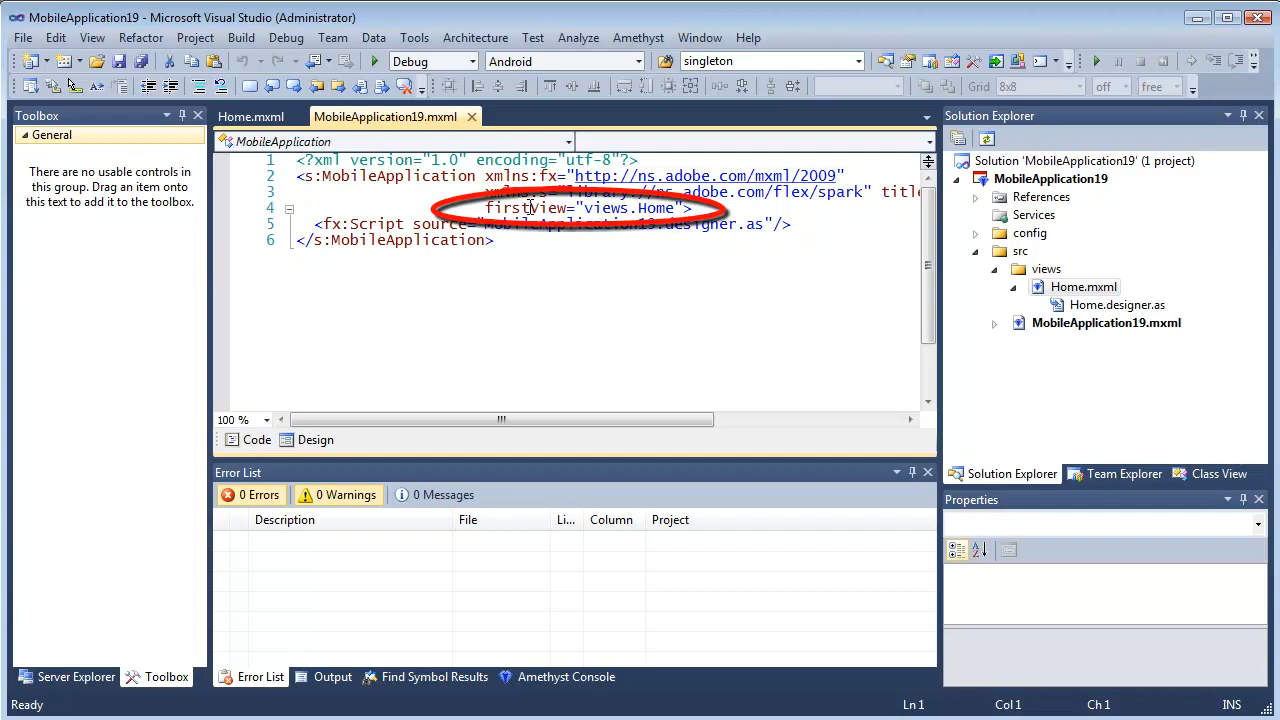 MobileApplication19 - Microsoft Visual Studio (Administrator)
File Edit View Refactor Project Build Debug Team Data Tools Architecture Test Analyze Amethyst Window Help
Debug Android singleton
Grid 8x8 off free
Toolbox
General
There are no usable controls in
this group. Drag an item onto
this text to add it to the toolbox.
Home.mxml MobileApplication19.mxml
MobileApplication
1 <?xml version="1.0" encoding="utf-8"?>
2 <s:MobileApplication xmlns:fx="http://ns.adobe.com/mxml/2009"
3 xmlns:s="library://ns.adobe.com/flex/spark" title
4 firstView="views.Home">
5 <fx:Script source="MobileApplication19.designer.as"/>
6 </s:MobileApplication>
100 %
Code Design
Error List
0 Errors 0 Warnings 0 Messages
Description File Li... Column Project
Solution Explorer
Solution 'MobileApplication19' (1 project)
MobileApplication19
References
Services
config
src
views
Home.mxml
Home.designer.as
MobileApplication19.mxml
Solution Explorer Team Explorer Class View
Properties
Server Explorer Toolbox
Error List Output Find Symbol Results Amethyst Console
Ready Ln 1 Col 1 Ch 1 INS